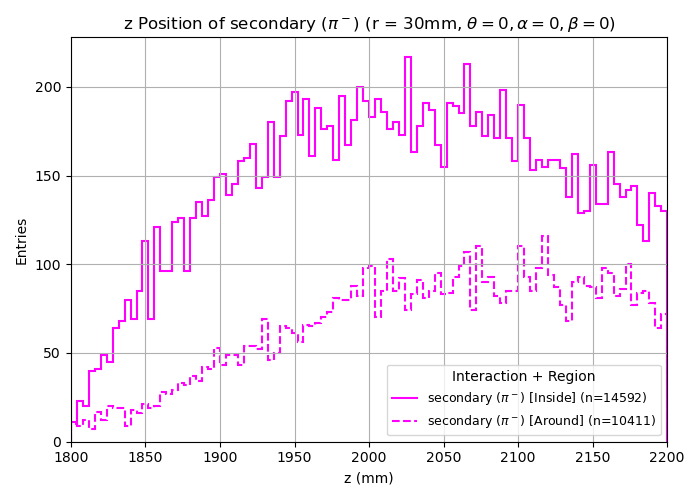 z Position of secondary (π⁻) (r = 30mm, θ = 0, α = 0, β = 0)
Entries
200
150
100
50
0
Interaction + Region
secondary (π⁻) [Inside] (n=14592)
secondary (π⁻) [Around] (n=10411)
1800 1850 1900 1950 2000 2050 2100 2150 2200
z (mm)